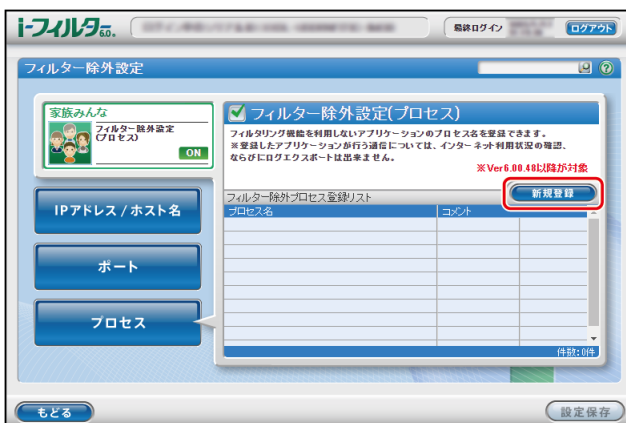 i-フィルター6.0.
最終ログイン
ログアウト
フィルター除外設定
家族みんな
フィルター除外設定
(プロセス)
ON
IPアドレス / ホスト名
ポート
プロセス
フィルター除外設定(プロセス)
フィルタリング機能を利用しないアプリケーションのプロセス名を登録できます。
※登録したアプリケーションが行う通信については、インターネット利用状況の確認、
ならびにログエクスポートは出来ません。
※Ver6.00.48以降が対象
新規登録
フィルター除外プロセス登録リスト
プロセス名 コメント
件数:0件
もどる
設定保存